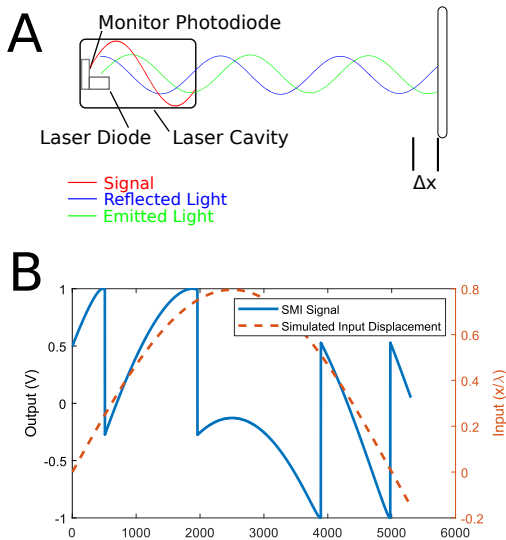 A
Monitor Photodiode
Laser Diode
Laser Cavity
Δx
Signal
Reflected Light
Emitted Light
B
SMI Signal
Simulated Input Displacement
Output (V)
1
0.5
0
-0.5
-1
0
1000
2000
3000
4000
5000
6000
0.8
0.6
0.4
0.2
0
-0.2
Input (x/λ)